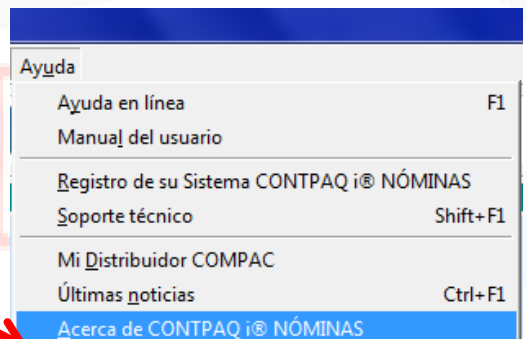 Ayuda
Ayuda en línea F1
Manual del usuario
Registro de su Sistema CONTPAQ i® NÓMINAS
Soporte técnico Shift+F1
Mi Distribuidor COMPAC
Últimas noticias Ctrl+F1
Acerca de CONTPAQ i® NÓMINAS